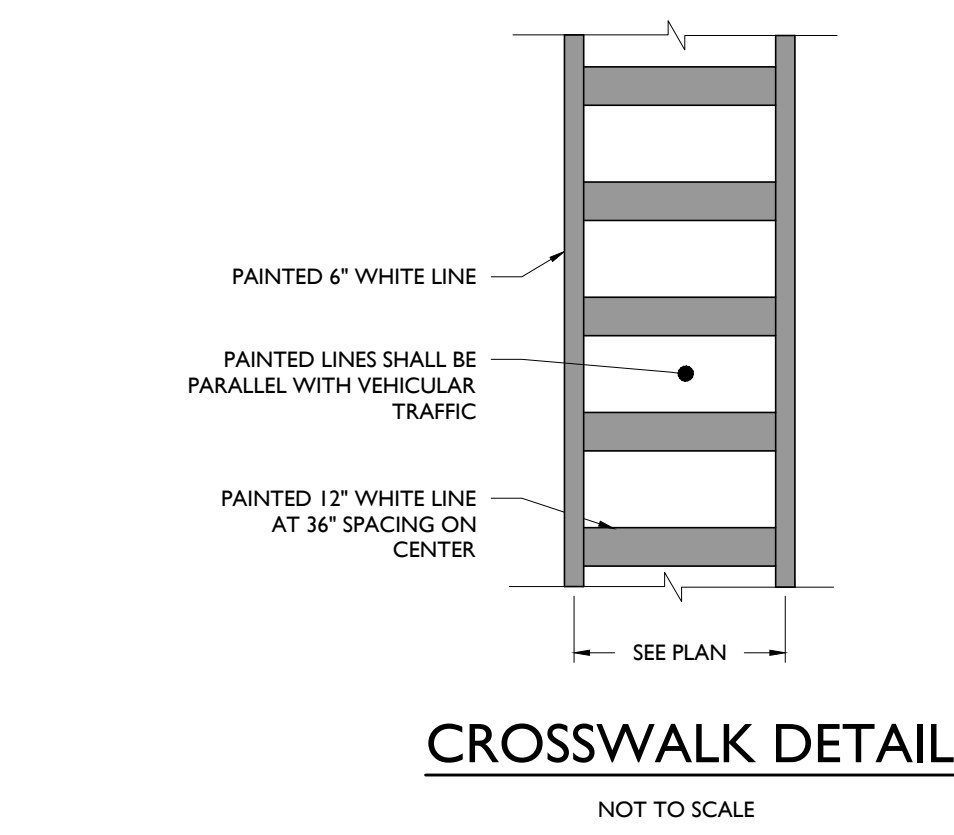 PAINTED 6" WHITE LINE
PAINTED LINES SHALL BE
PARALLEL WITH VEHICULAR
TRAFFIC
PAINTED 12" WHITE LINE
AT 36" SPACING ON
CENTER
SEE PLAN
CROSSWALK DETAIL
NOT TO SCALE